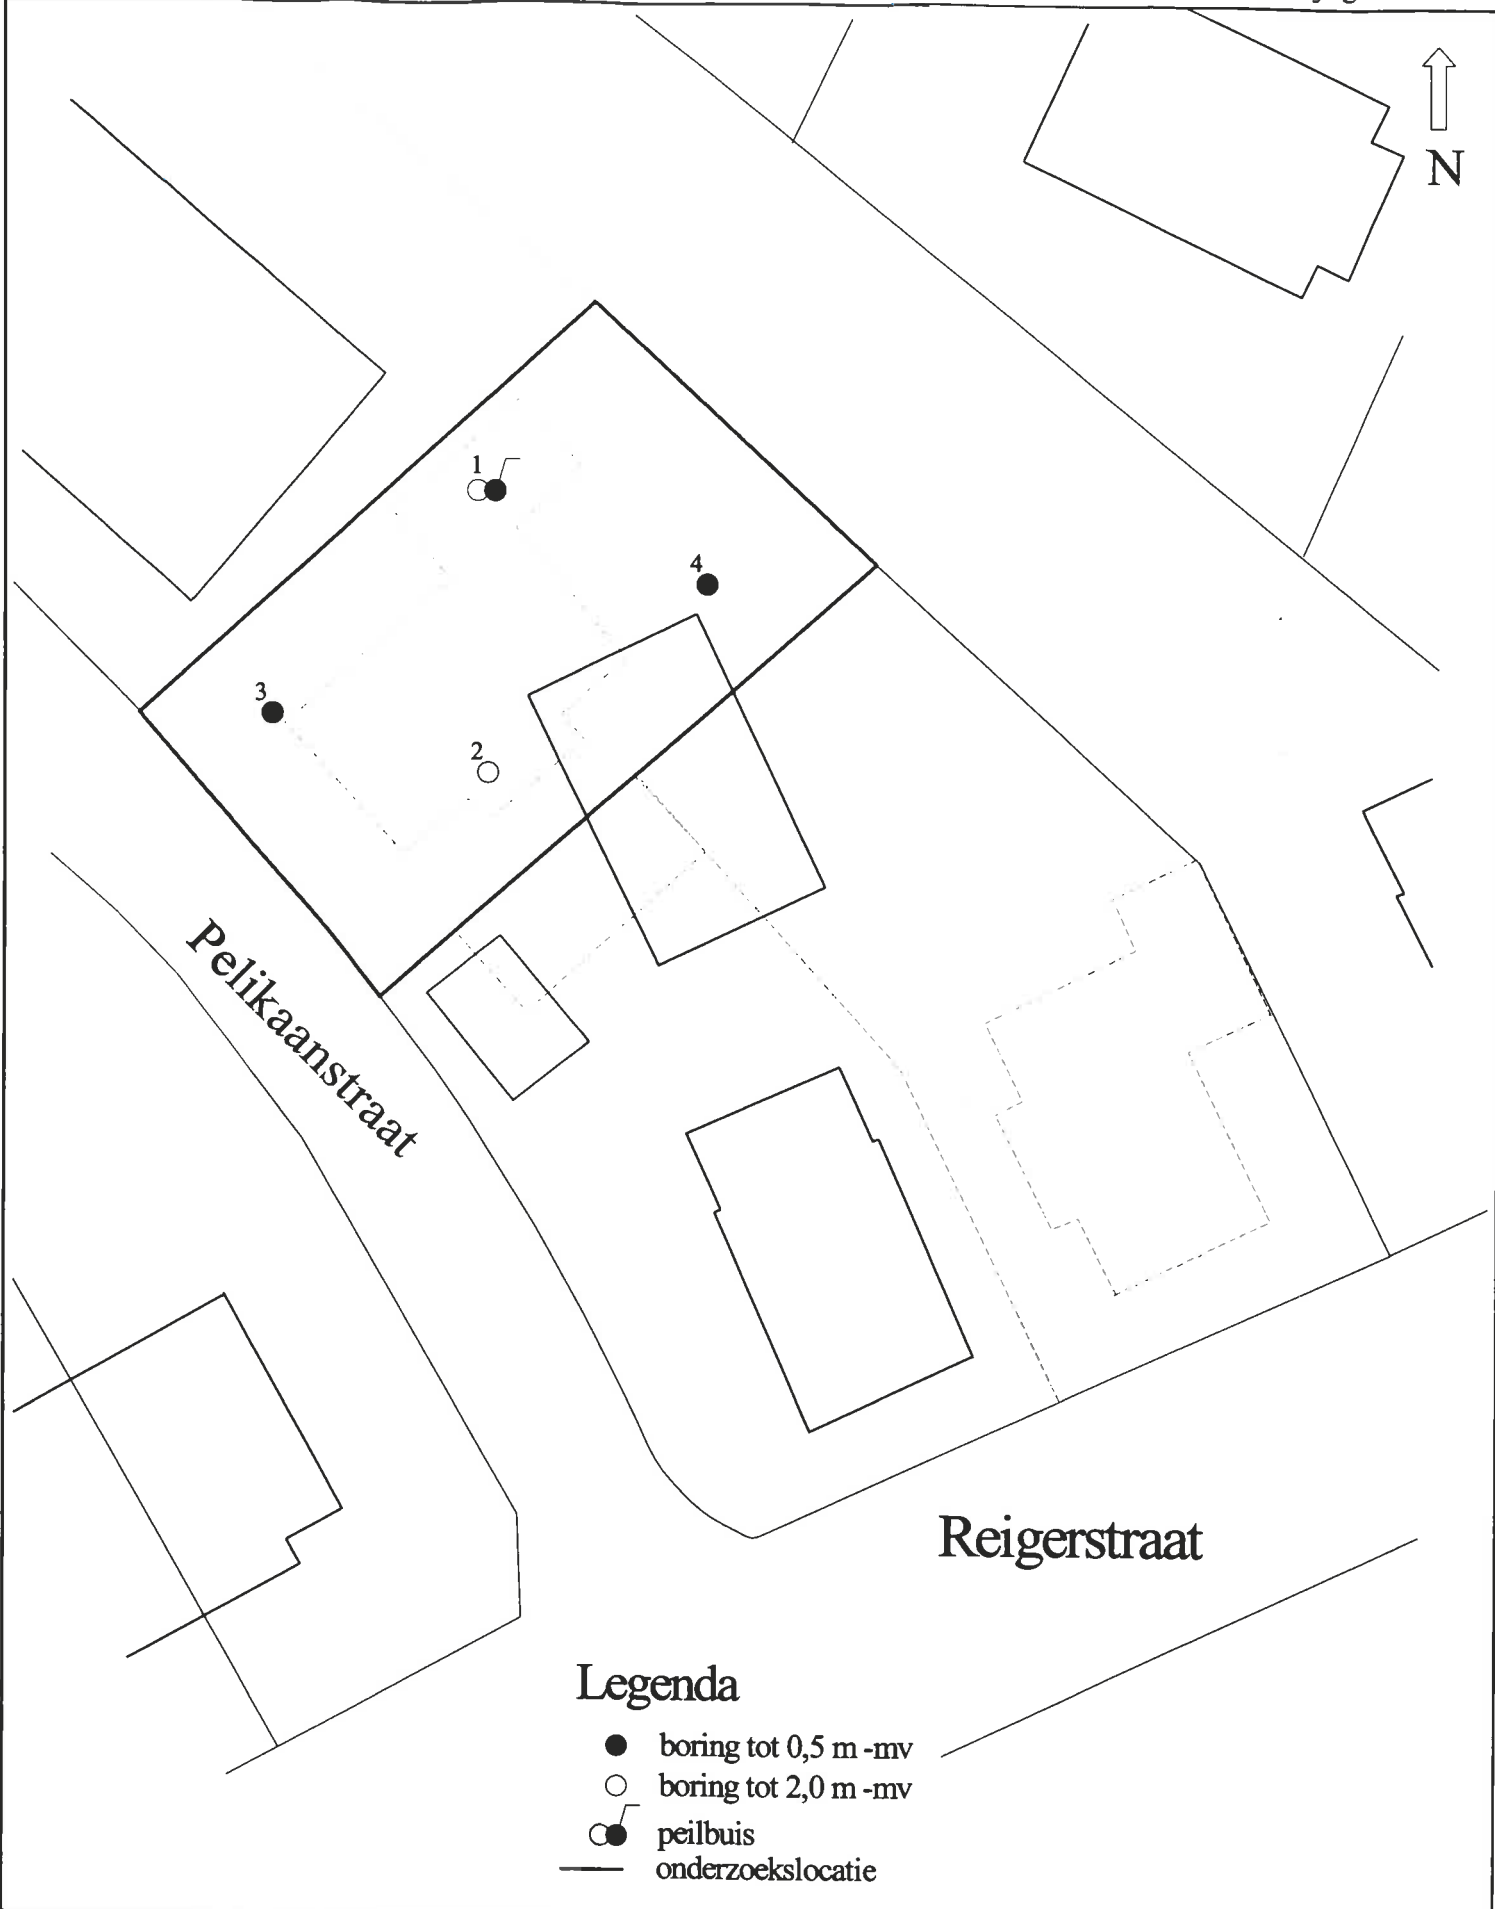 N
1
4
3
2
Pelikaanstraat
Reigerstraat
Legenda
boring tot 0,5 m -mv
boring tot 2,0 m -mv
peilbuis
onderzoekslocatie